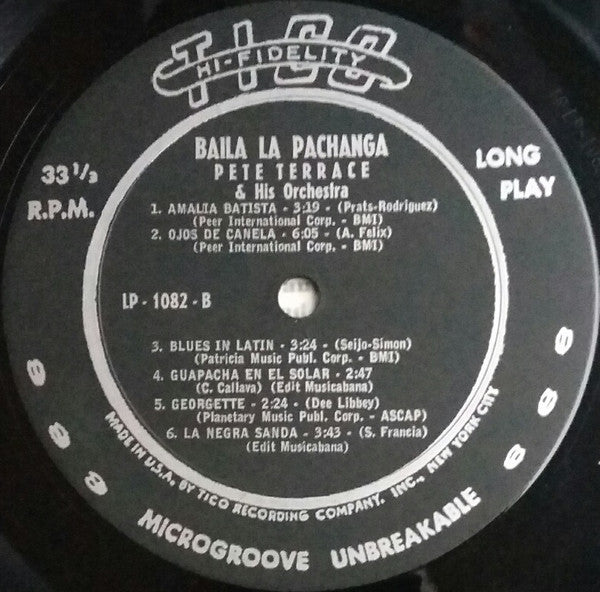 TICO
HI-FIDELITY
BAILA LA PACHANGA
PETE TERRACE
& His Orchestra
33 1/3
R.P.M.
LONG
PLAY
1. AMALIA BATISTA - 3:19 - (Prats-Rodriguez)
(Peer International Corp. - BMI)
2. OJOS DE CANELA - 6:05 - (A. Felix)
(Peer International Corp. - BMI)
LP - 1082 - B
3. BLUES IN LATIN - 3:24 - (Seijo-Simon)
(Patricia Music Publ. Corp. - BMI)
4. GUAPACHA EN EL SOLAR - 2:47
(C. Callava) (Edit Musicabana)
5. GEORGETTE - 2:24 - (Dee Libbey)
(Planetary Music Publ. Corp. - ASCAP)
6. LA NEGRA SANDA - 3:43 - (S. Francia)
(Edit Musicabana)
MADE IN U.S.A. BY TICO RECORDING COMPANY, INC., NEW YORK CITY
MICROGROOVE UNBREAKABLE